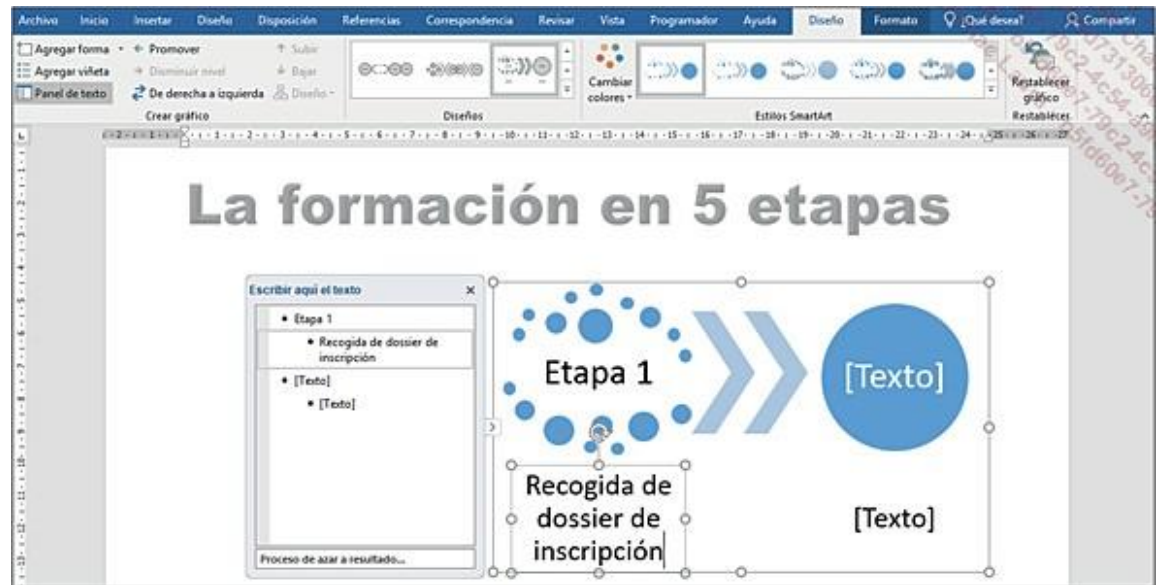 Archivo Inicio Insertar Diseño Disposición Referencias Correspondencia Revisar Vista Programador Ayuda Diseño Formato ¿Qué desea? Compartir
Agregar forma Promover Subir
Agregar viñeta Disminuir nivel Bajar
Panel de texto De derecha a izquierda Diseño
Cambiar colores
Restablecer gráfico
Crear gráfico Diseños Estilos SmartArt Restablecer
La formación en 5 etapas
Escribir aquí el texto
• Etapa 1
• Recogida de dossier de
inscripción
• [Texto]
• [Texto]
Proceso de azar a resultado...
Etapa 1
[Texto]
Recogida de
dossier de
inscripción
[Texto]